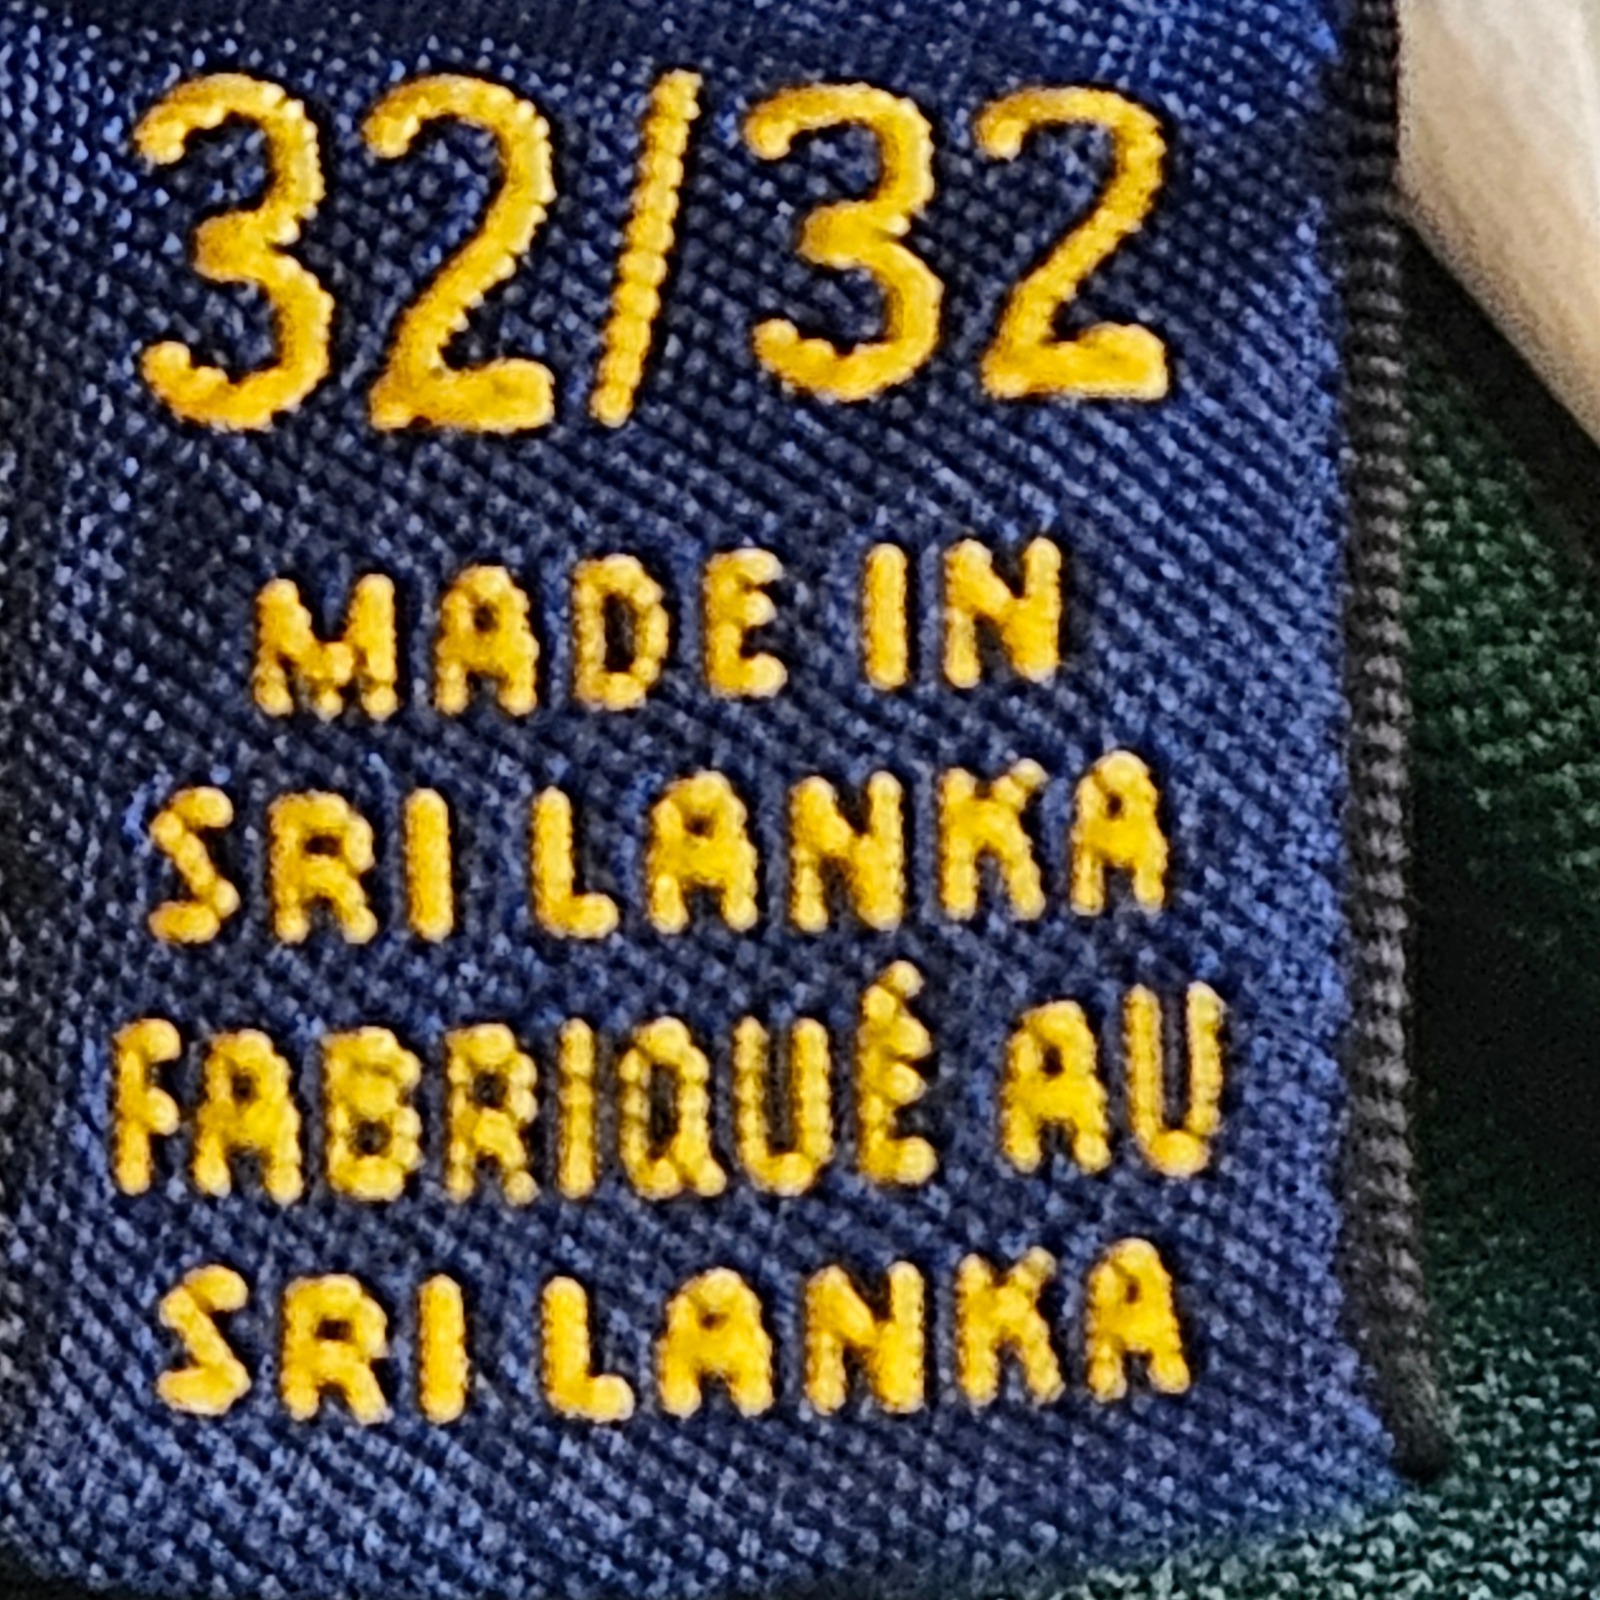 32/32
MADE IN
SRI LANKA
FABRIQUÉ AU
SRI LANKA